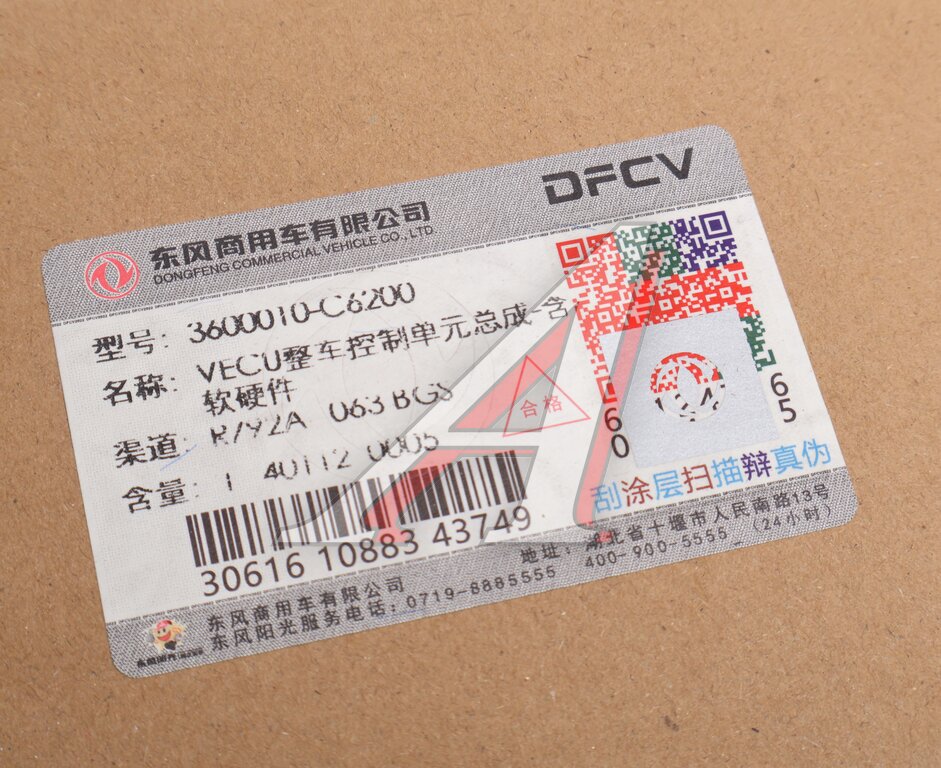 DFCV
东风商用车有限公司
DONGFENG COMMERCIAL VEHICLE CO., LTD
型号: 3600010-C6200
名称: VECU整车控制单元总成-含
软硬件
渠道: R792A 063 BGS
含量: 1 40112 0005
合格
60
65
30616 10883 43749
刮涂层扫描辩真伪
地址: 湖北省十堰市人民南路13号
东风商用车有限公司
东风阳光服务电话: 0719-8885555 400-900-5555 (24小时)